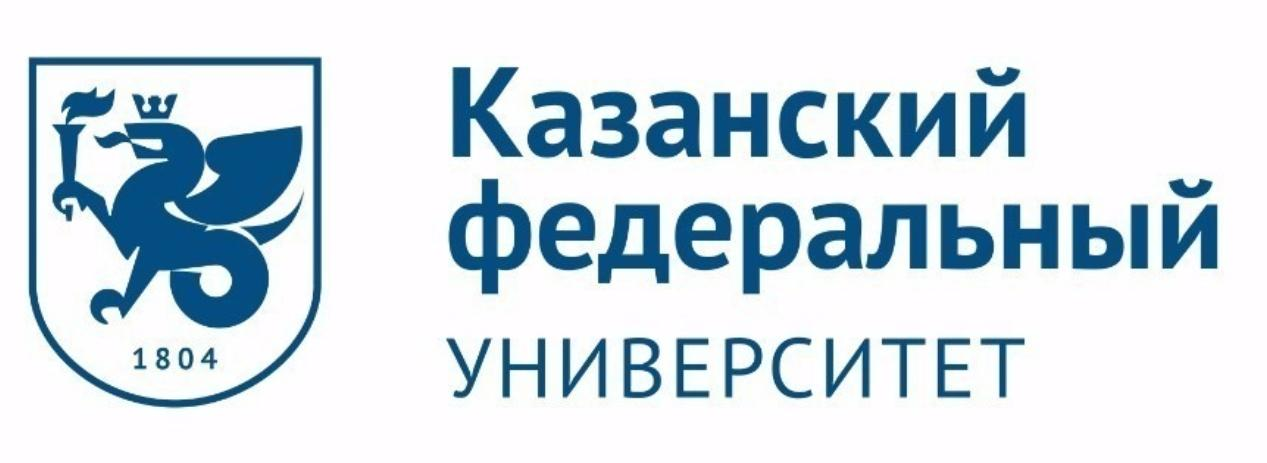 1804
Казанский
федеральный
УНИВЕРСИТЕТ